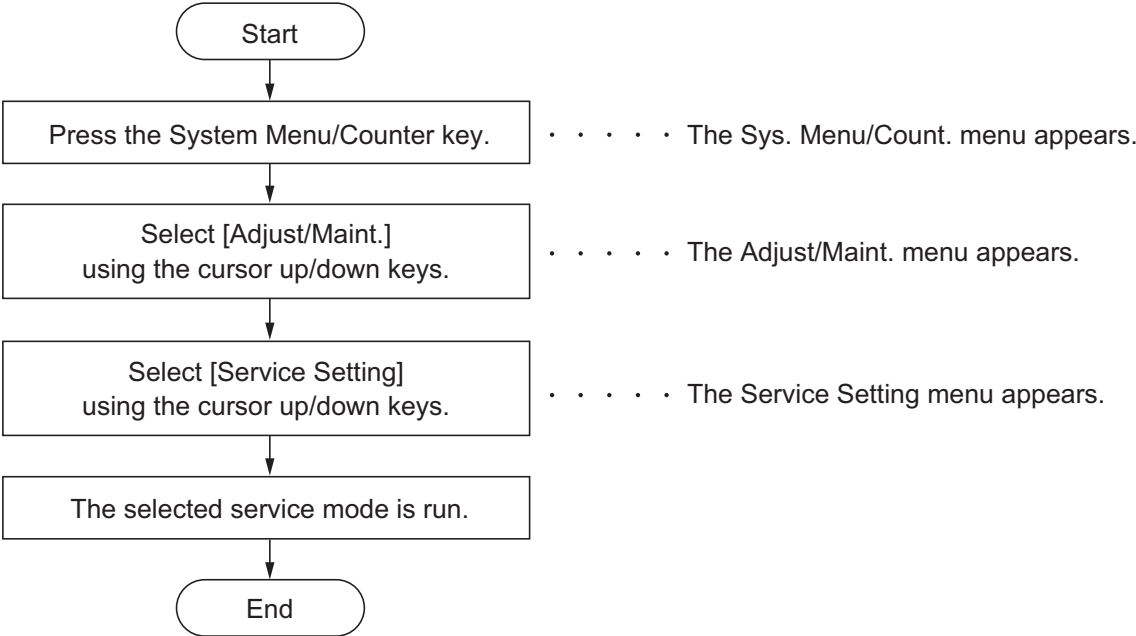 Start
Press the System Menu/Counter key. · · · · · The Sys. Menu/Count. menu appears.
Select [Adjust/Maint.]
using the cursor up/down keys. · · · · · The Adjust/Maint. menu appears.
Select [Service Setting]
using the cursor up/down keys. · · · · · The Service Setting menu appears.
The selected service mode is run.
End